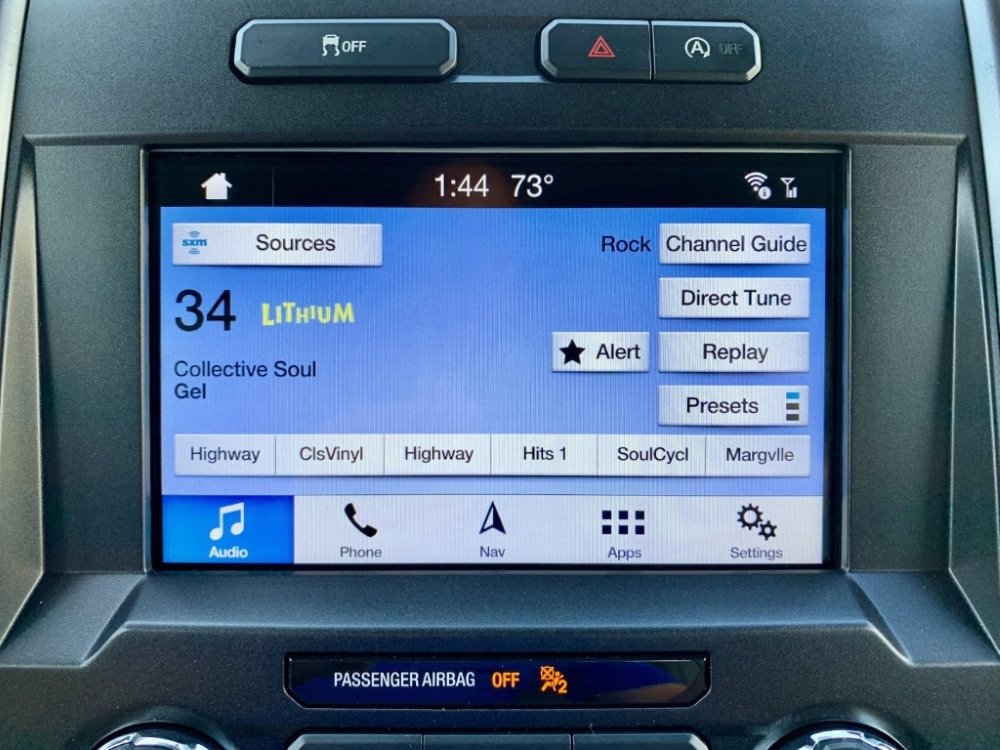 OFF
A OFF
1:44 73°
sxm Sources
Rock Channel Guide
34 LITHIUM
Direct Tune
Alert Replay
Collective Soul
Gel
Presets
Highway ClsVinyl Highway Hits 1 SoulCycl Margvlle
Audio Phone Nav Apps Settings
PASSENGER AIRBAG OFF 2